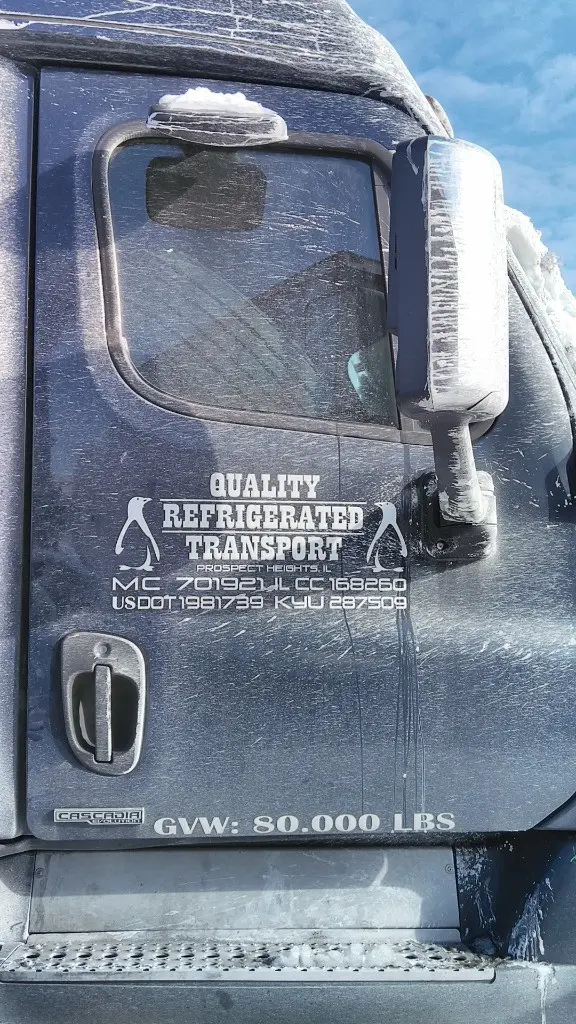 QUALITY
REFRIGERATED
TRANSPORT
PROSPECT HEIGHTS, IL
MC 701921 IL CC 168260
USDOT 1981739 KYU 287509
CASCADIA
EVOLUTION
GVW: 80.000 LBS